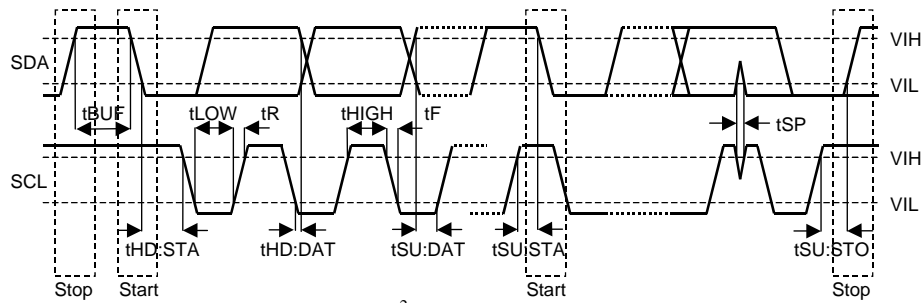 VIH
SDA
VIL
tBUF tLOW tR tHIGH tF
tSP
VIH
SCL
VIL
tHD:STA tHD:DAT tSU:DAT tSU:STA tSU:STO
Stop Start Start Stop
2